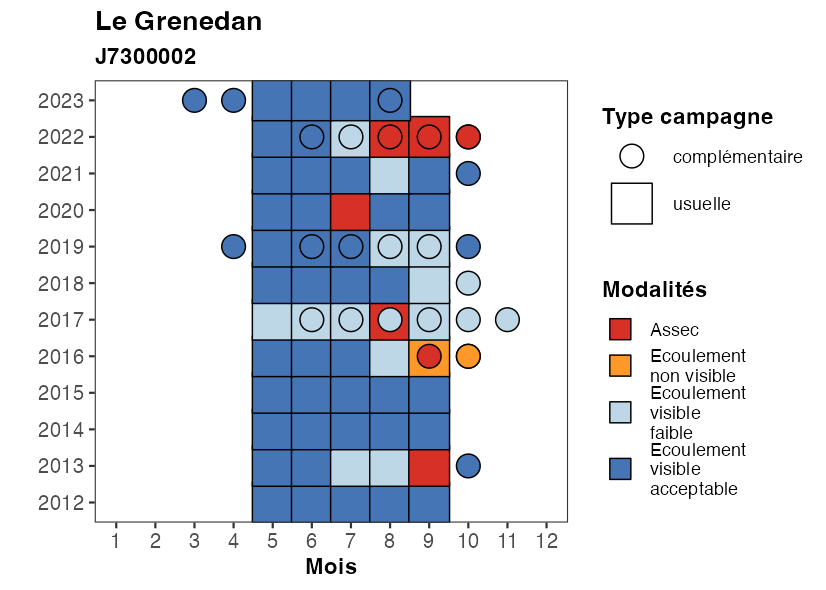 Le Grenedan
J7300002
2023
2022
2021
2020
2019
2018
2017
2016
2015
2014
2013
2012
1 2 3 4 5 6 7 8 9 10 11 12
Mois
Type campagne
complémentaire
usuelle
Modalités
Assec
Ecoulement
non visible
Ecoulement
visible
faible
Ecoulement
visible
acceptable